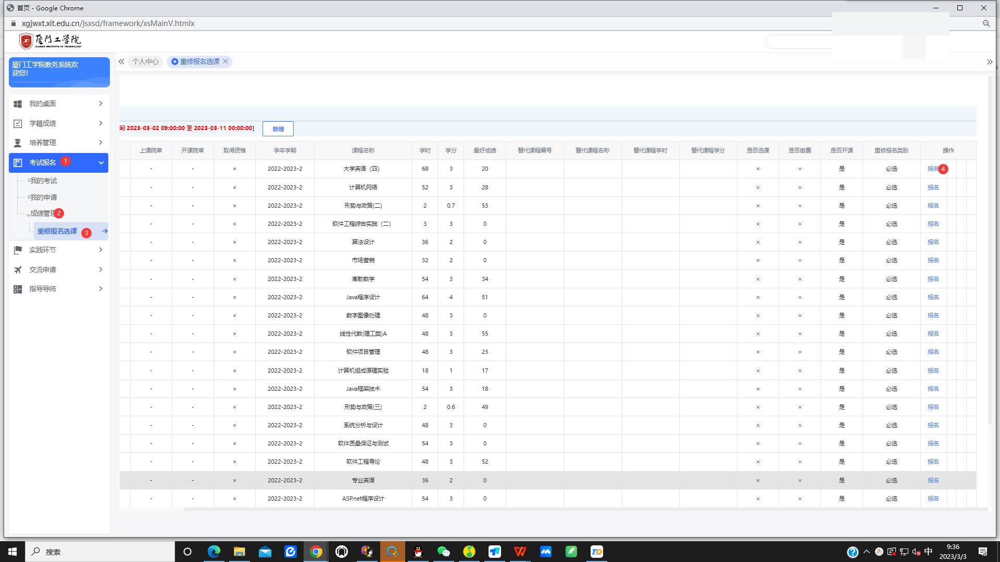 首页 - Google Chrome
xgjwxt.xit.edu.cn/jsxsd/framework/xsMainV.htmlx
厦门工学院
XIAMEN INSTITUTE OF TECHNOLOGY
厦门工学院教务系统欢
迎您!
个人中心
重修报名选课
我的桌面
学籍成绩
培养管理
考试报名 1
我的考试
我的申请
成绩管理 2
重修报名选课 3
实践环节
交流申请
指导导师
间 2023-03-02 09:00:00 至 2023-03-11 00:00:00] 新增
上课院审 开课院审 取得资格 学年学期 课程名称 学时 学分 最好成绩 替代课程编号 替代课程名称 替代课程学时 替代课程学分 是否选课 是否缴费 是否开课 重修报名类别 操作
- - × 2022-2023-2 大学英语（四） 68 3 20 × × 是 必选 报名 4
- - × 2022-2023-2 计算机网络 52 3 28 × × 是 必选 报名
- - × 2022-2023-2 形势与政策(二) 2 0.7 53 × × 是 必选 报名
- - × 2022-2023-2 软件工程综合实践（二） 3 3 0 × × 是 必选 报名
- - × 2022-2023-2 算法设计 36 2 0 × × 是 必选 报名
- - × 2022-2023-2 市场营销 32 2 0 × × 是 必选 报名
- - × 2022-2023-2 离散数学 54 3 34 × × 是 必选 报名
- - × 2022-2023-2 Java程序设计 64 4 51 × × 是 必选 报名
- - × 2022-2023-2 数字图像处理 48 3 0 × × 是 必选 报名
- - × 2022-2023-2 线性代数(理工类)A 48 3 55 × × 是 必选 报名
- - × 2022-2023-2 软件项目管理 48 3 23 × × 是 必选 报名
- - × 2022-2023-2 计算机组成原理实验 18 1 17 × × 是 必选 报名
- - × 2022-2023-2 Java框架技术 54 3 18 × × 是 必选 报名
- - × 2022-2023-2 形势与政策(三) 2 0.6 49 × × 是 必选 报名
- - × 2022-2023-2 系统分析与设计 48 3 0 × × 是 必选 报名
- - × 2022-2023-2 软件质量保证与测试 54 3 0 × × 是 必选 报名
- - × 2022-2023-2 软件工程导论 48 3 52 × × 是 必选 报名
- - × 2022-2023-2 专业英语 36 2 0 × × 是 必选 报名
- - × 2022-2023-2 ASP.net程序设计 54 3 0 × × 是 必选 报名
搜索
中
9:36
2023/3/3